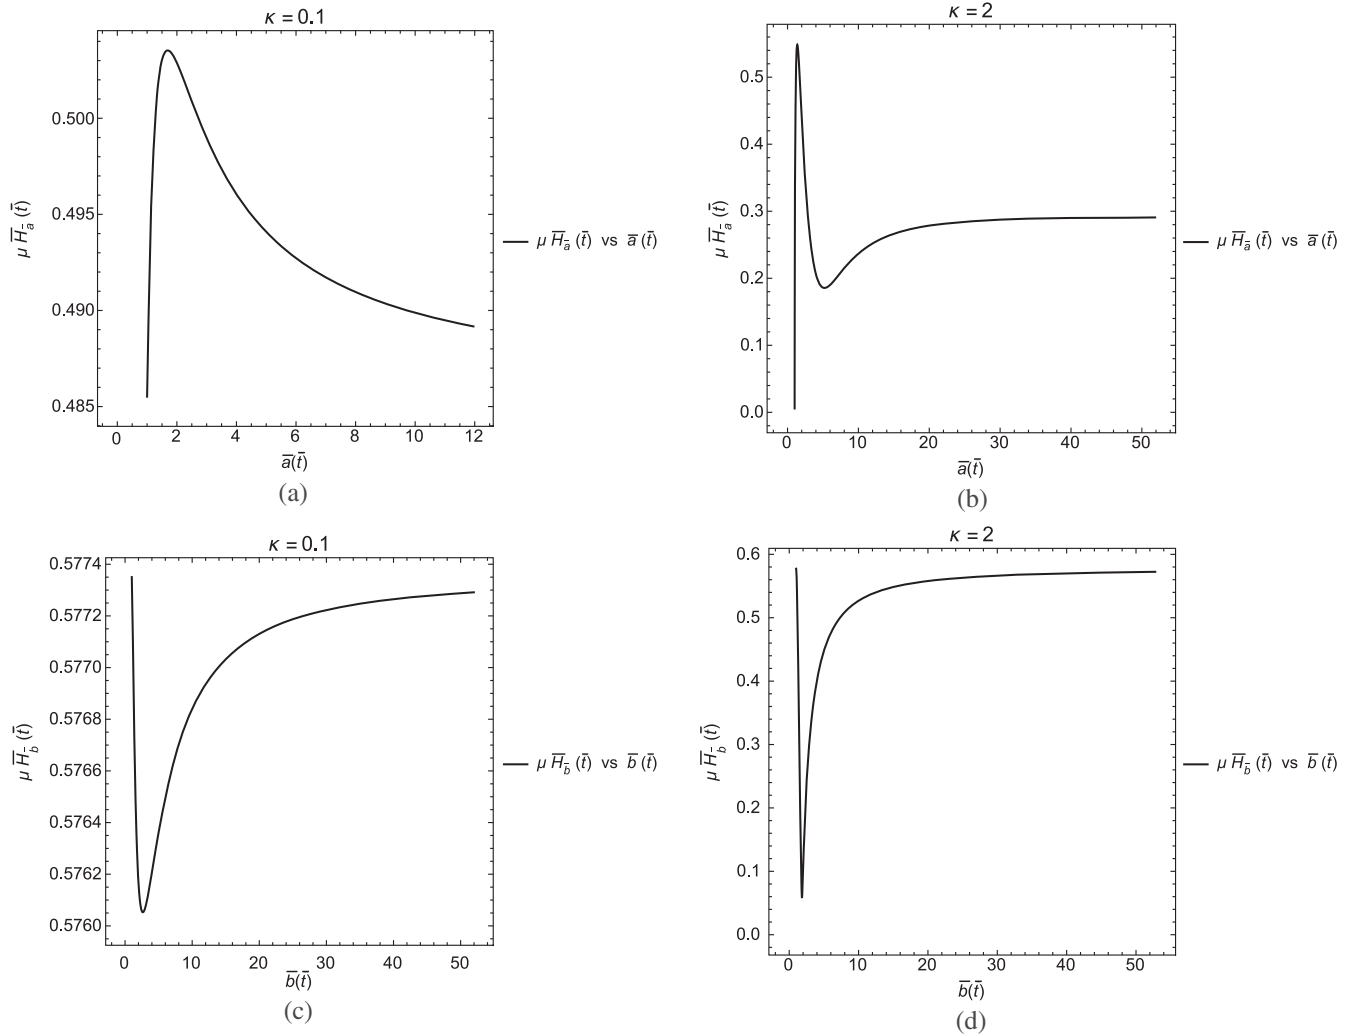 κ = 0.1
μ H̅ₐ̄ (t̄)
0.500
0.495
0.490
0.485
0 2 4 6 8 10 12
a̅(t̄)
μ H̅ₐ̄ (t̄) vs a̅ (t̄)
(a)
κ = 2
μ H̅ₐ̄ (t̄)
0.5
0.4
0.3
0.2
0.1
0.0
0 10 20 30 40 50
a̅(t̄)
μ H̅ₐ̄ (t̄) vs a̅ (t̄)
(b)
κ = 0.1
μ H̅_b̄ (t̄)
0.5774
0.5772
0.5770
0.5768
0.5766
0.5764
0.5762
0.5760
0 10 20 30 40 50
b̅(t̄)
μ H̅_b̄ (t̄) vs b̅ (t̄)
(c)
κ = 2
μ H̅_b̄ (t̄)
0.6
0.5
0.4
0.3
0.2
0.1
0.0
0 10 20 30 40 50
b̅(t̄)
μ H̅_b̄ (t̄) vs b̅ (t̄)
(d)